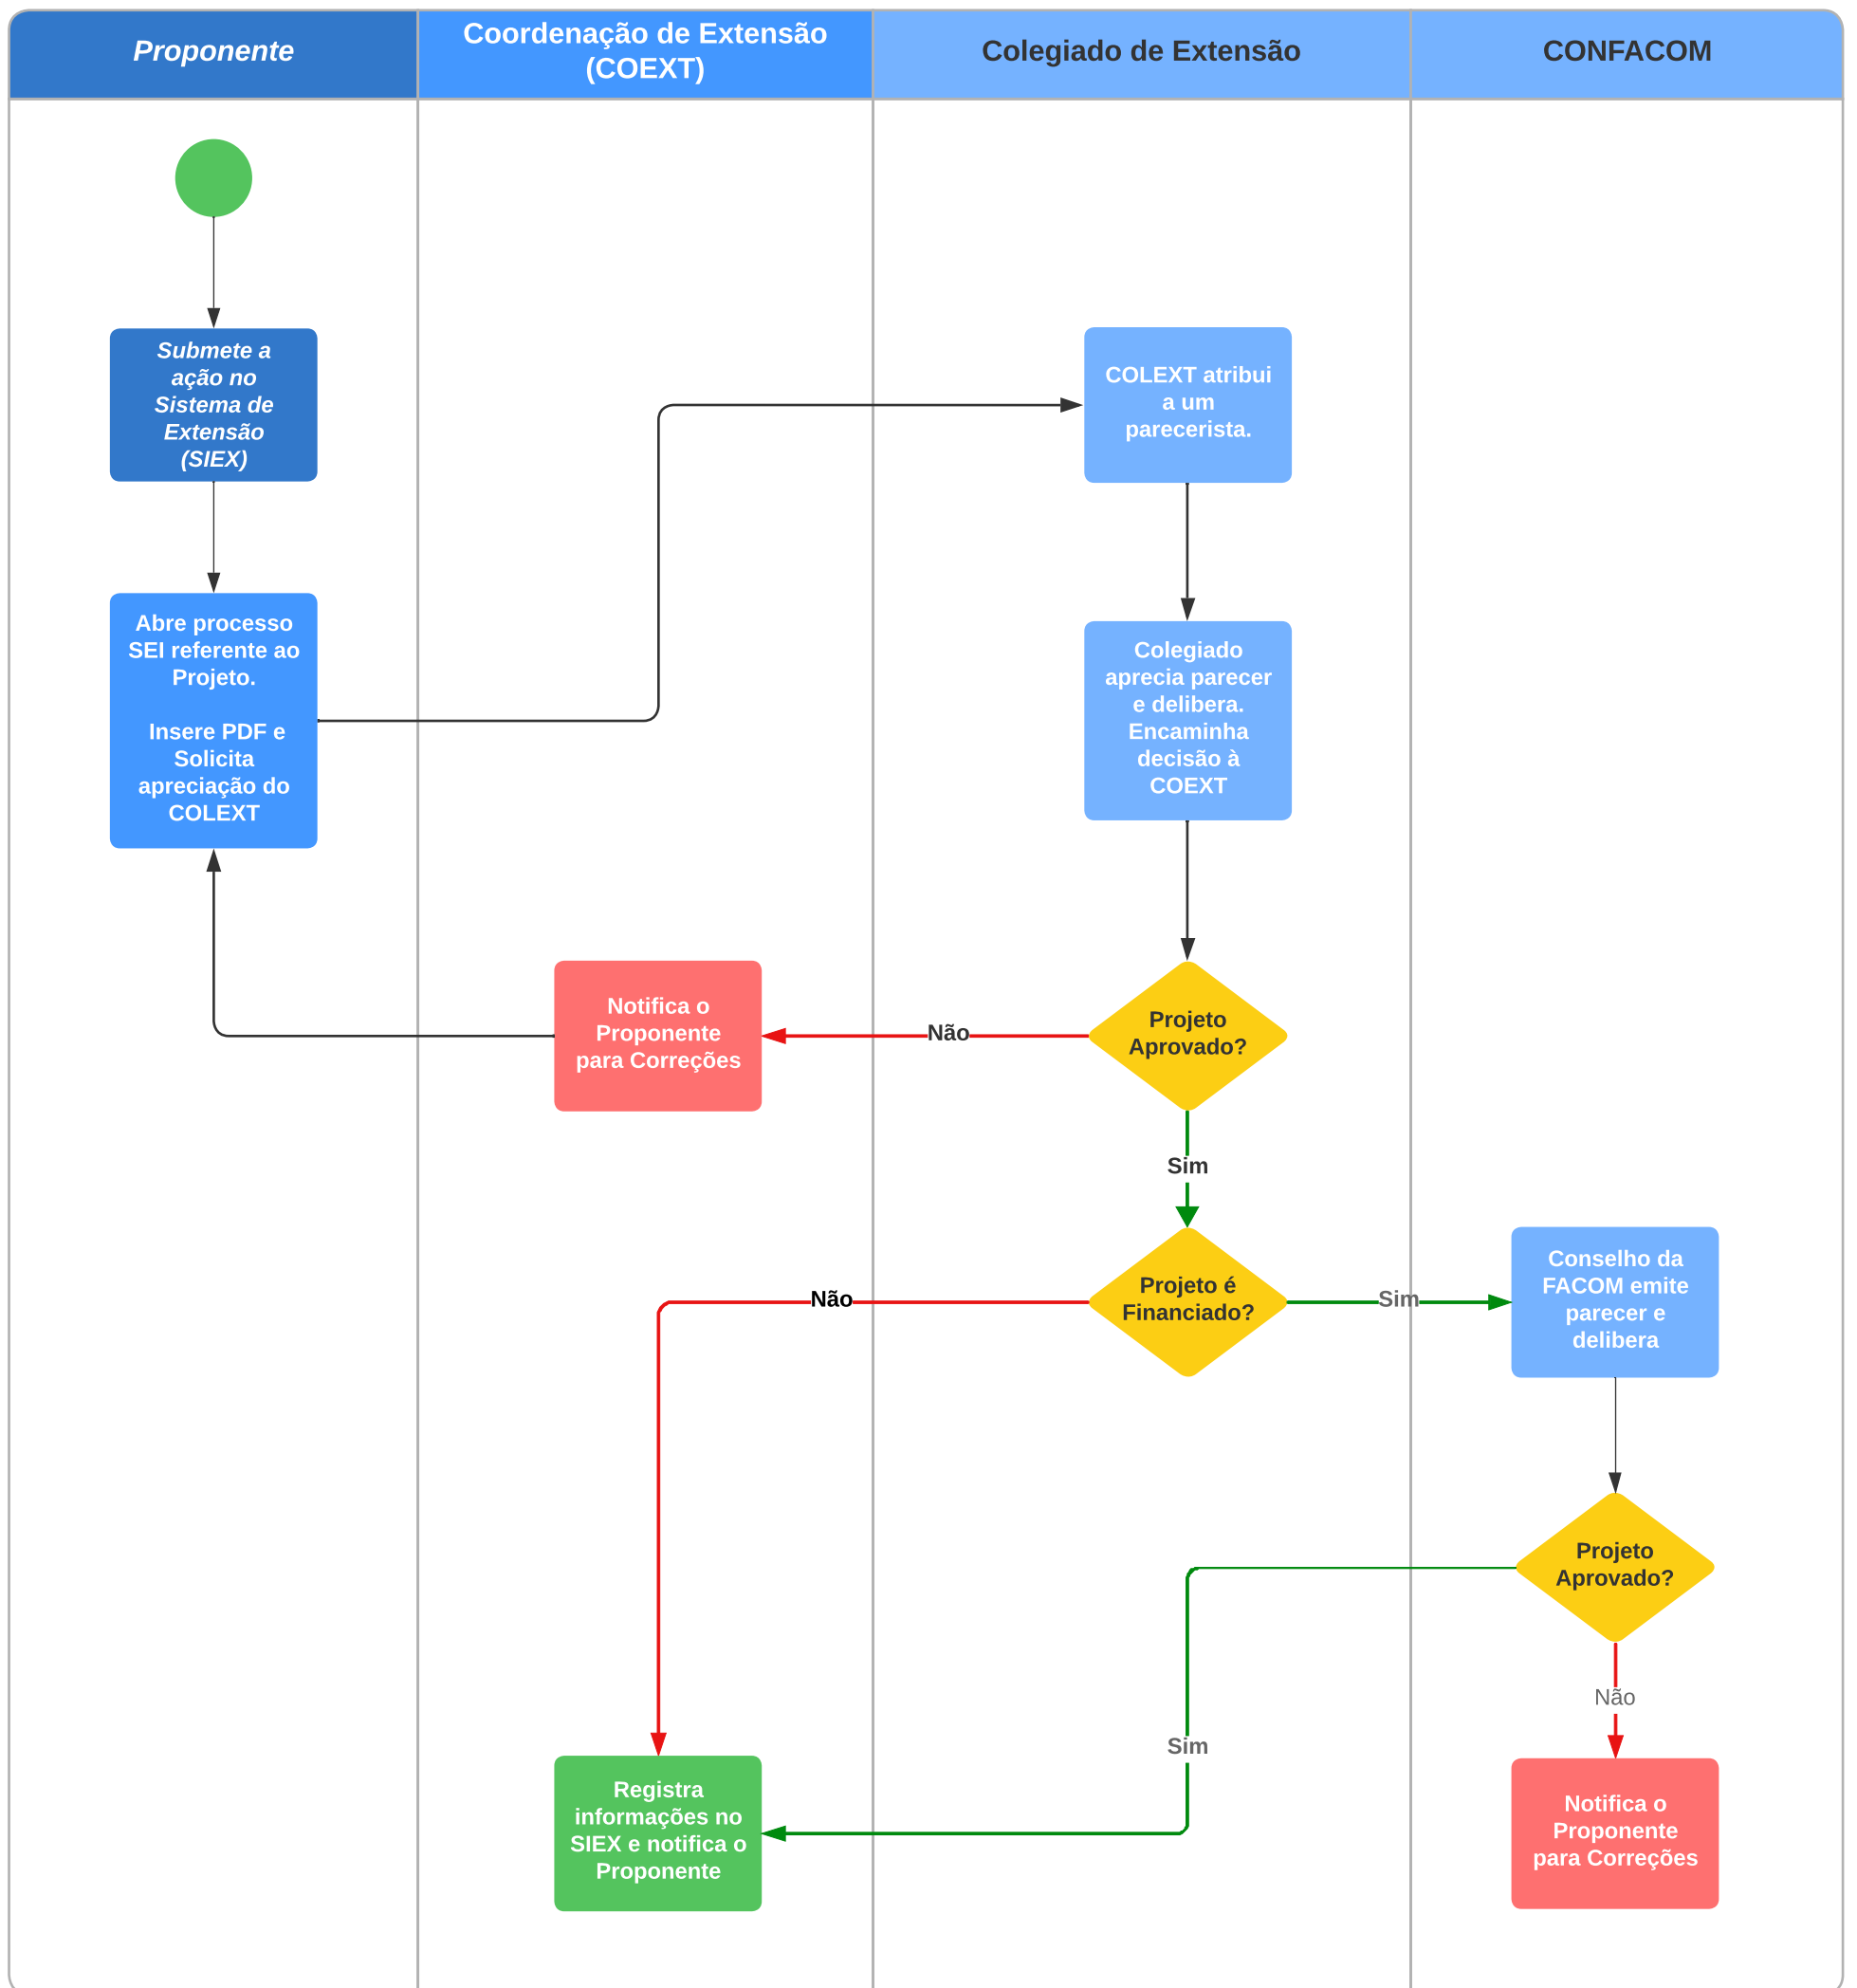 Proponente
Coordenação de Extensão
(COEXT)
Colegiado de Extensão
CONFACOM
Submete a
ação no
Sistema de
Extensão
(SIEX)
COLEXT atribui
a um
parecerista.
Abre processo
SEI referente ao
Projeto.
Insere PDF e
Solicita
apreciação do
COLEXT
Colegiado
aprecia parecer
e delibera.
Encaminha
decisão à
COEXT
Notifica o
Proponente
para Correções
Não
Projeto
Aprovado?
Sim
Não
Projeto é
Financiado?
Sim
Conselho da
FACOM emite
parecer e
delibera
Projeto
Aprovado?
Não
Sim
Registra
informações no
SIEX e notifica o
Proponente
Notifica o
Proponente
para Correções